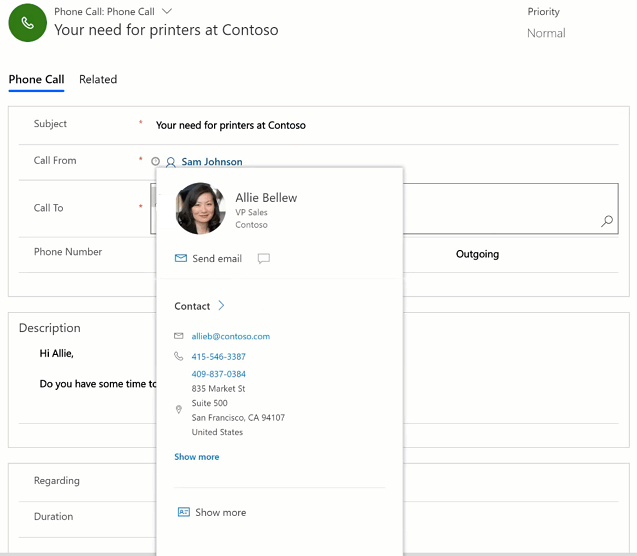 Phone Call: Phone Call
Your need for printers at Contoso
Priority
Normal
Phone Call
Related
Subject
*
Your need for printers at Contoso
Call From
*
Sam Johnson
Call To
*
Phone Number
Outgoing
Allie Bellew
VP Sales
Contoso
Send email
Contact
allieb@contoso.com
415-546-3387
409-837-0384
835 Market St
Suite 500
San Francisco, CA 94107
United States
Show more
Show more
Description
Hi Allie,
Do you have some time to
Regarding
Duration